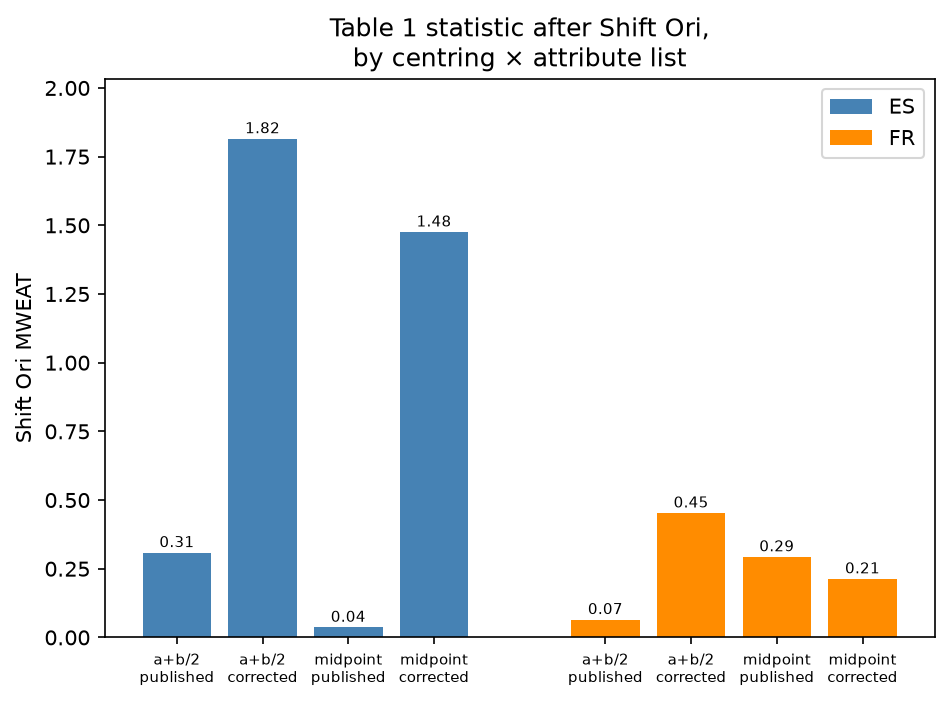 Table 1 statistic after Shift Ori,
by centring × attribute list
Shift Ori MWEAT
2.00
1.75
1.50
1.25
1.00
0.75
0.50
0.25
0.00
ES
FR
0.31
1.82
0.04
1.48
0.07
0.45
0.29
0.21
a+b/2
published
a+b/2
corrected
midpoint
published
midpoint
corrected
a+b/2
published
a+b/2
corrected
midpoint
published
midpoint
corrected